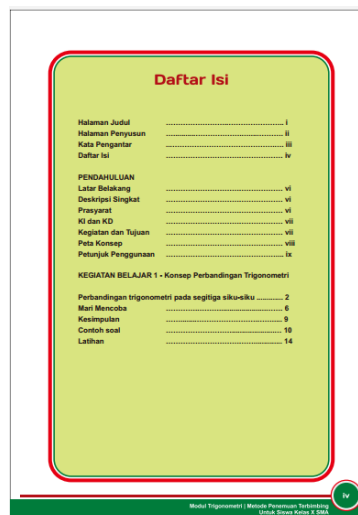 Daftar Isi
Halaman Judul ........................................................ i
Halaman Penyusun ........................................................ ii
Kata Pengantar ........................................................ iii
Daftar Isi ........................................................ iv
PENDAHULUAN
Latar Belakang ........................................................ vi
Deskripsi Singkat ........................................................ vi
Prasyarat ........................................................ vi
KI dan KD ........................................................ vii
Kegiatan dan Tujuan ........................................................ vii
Peta Konsep ........................................................ viii
Petunjuk Penggunaan ........................................................ ix
KEGIATAN BELAJAR 1 - Konsep Perbandingan Trigonometri
Perbandingan trigonometri pada segitiga siku-siku ............. 2
Mari Mencoba ........................................................ 6
Kesimpulan ........................................................ 9
Contoh soal ........................................................ 10
Latihan ........................................................ 14
iv
Modul Trigonometri | Metode Penemuan Terbimbing
Untuk Siswa Kelas X SMA